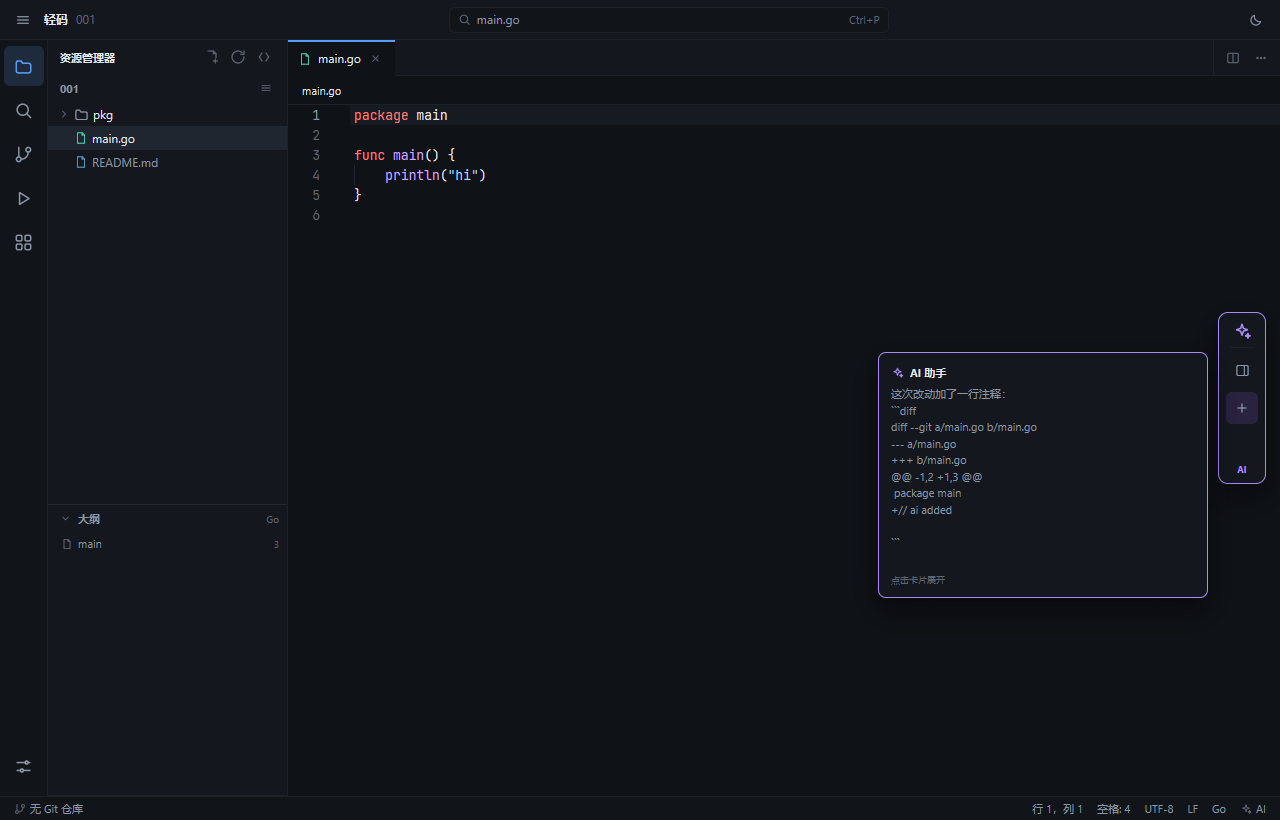 轻码 001
main.go Ctrl+P
资源管理器
001
pkg
main.go
README.md
大纲 Go
main 3
main.go
main.go
1 package main
2
3 func main() {
4 println("hi")
5 }
6
AI 助手
这次改动加了一行注释：
```diff
diff --git a/main.go b/main.go
--- a/main.go
+++ b/main.go
@@ -1,2 +1,3 @@
package main
+// ai added
```
点击卡片展开
AI
无 Git 仓库
行 1，列 1 空格: 4 UTF-8 LF Go AI